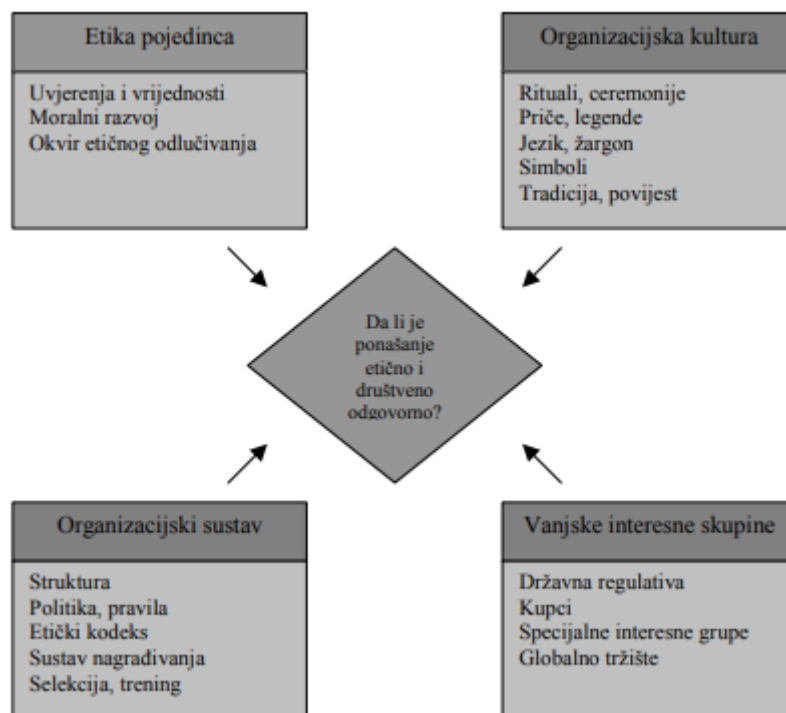 Etika pojedinca
Uvjerenja i vrijednosti
Moralni razvoj
Okvir etičnog odlučivanja
Organizacijska kultura
Rituali, ceremonije
Priče, legende
Jezik, žargon
Simboli
Tradicija, povijest
Da li je
ponašanje
etično i
društveno
odgovorno?
Organizacijski sustav
Struktura
Politika, pravila
Etički kodeks
Sustav nagrađivanja
Selekcija, trening
Vanjske interesne skupine
Državna regulativa
Kupci
Specijalne interesne grupe
Globalno tržište